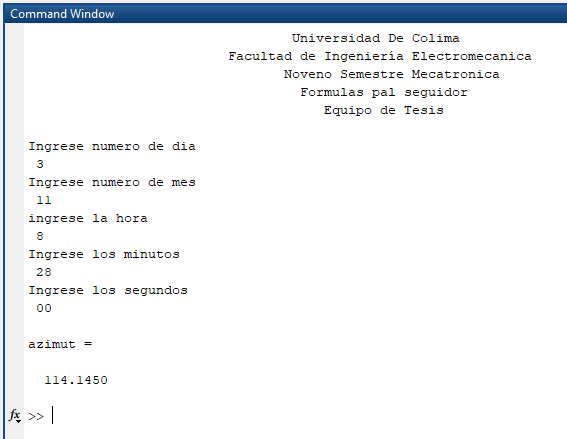 Command Window
Universidad De Colima
Facultad de Ingeniería Electromecanica
Noveno Semestre Mecatronica
Formulas pal seguidor
Equipo de Tesis
Ingrese numero de dia
3
Ingrese numero de mes
11
ingrese la hora
8
Ingrese los minutos
28
Ingrese los segundos
00
azimut =
114.1450
fx >>